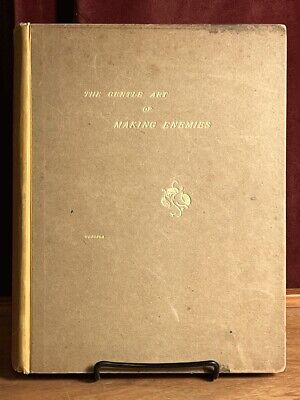 THE GENTLE ART
OF
MAKING ENEMIES